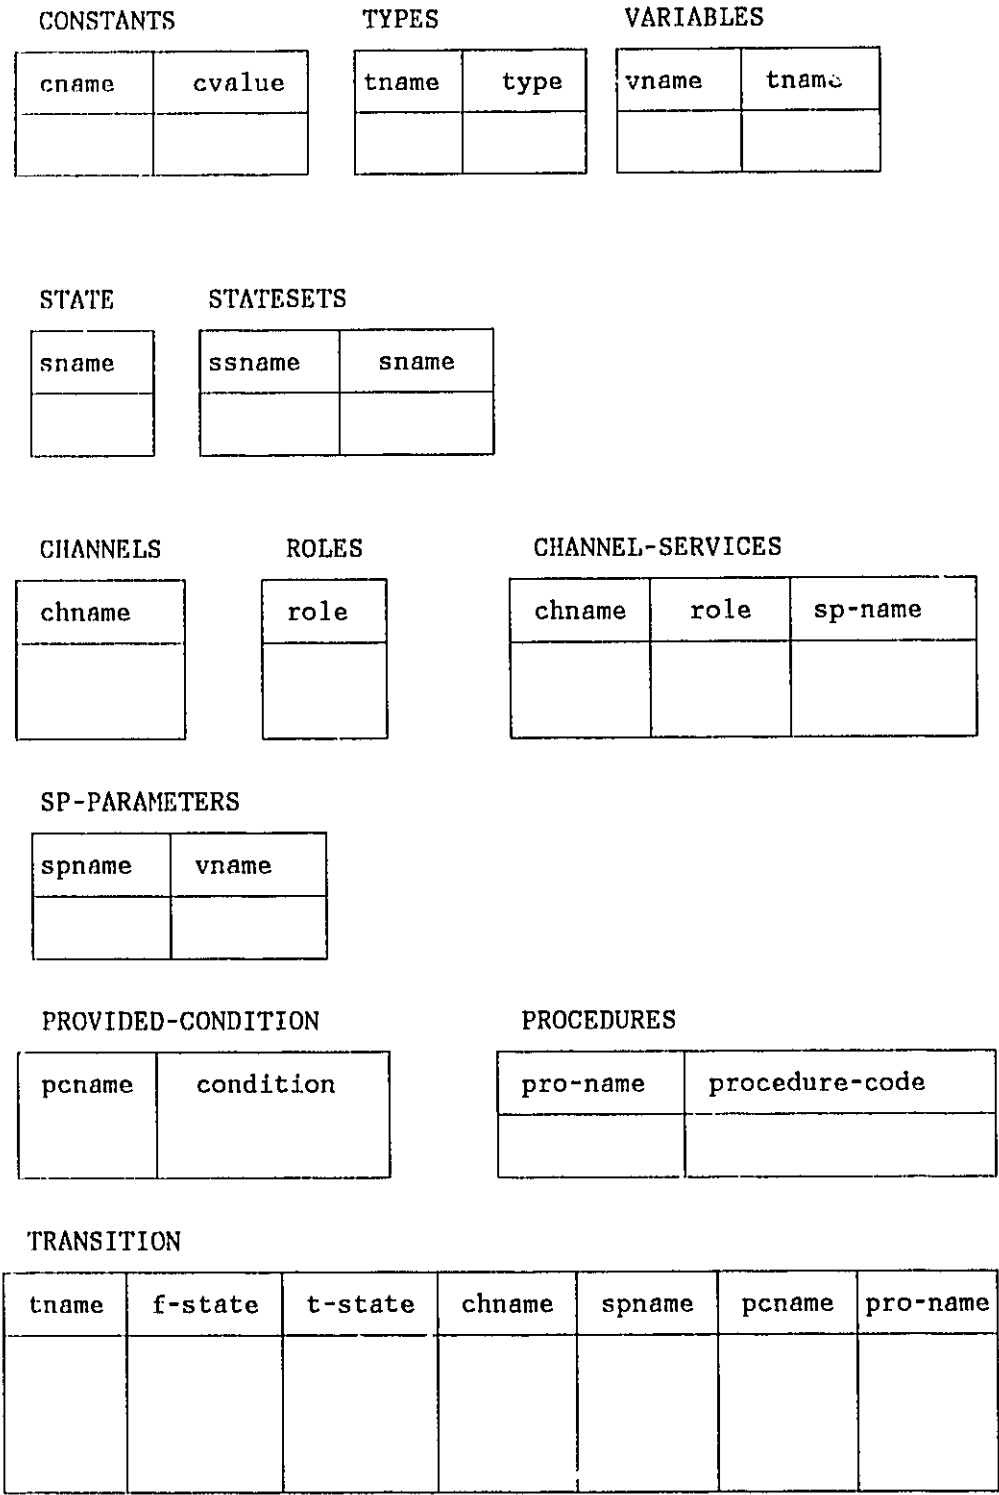 CONSTANTS TYPES VARIABLES
cname cvalue tname type vname tname
STATE STATESETS
sname ssname sname
CHANNELS ROLES CHANNEL-SERVICES
chname role chname role sp-name
SP-PARAMETERS
spname vname
PROVIDED-CONDITION PROCEDURES
pcname condition pro-name procedure-code
TRANSITION
tname f-state t-state chname spname pcname pro-name